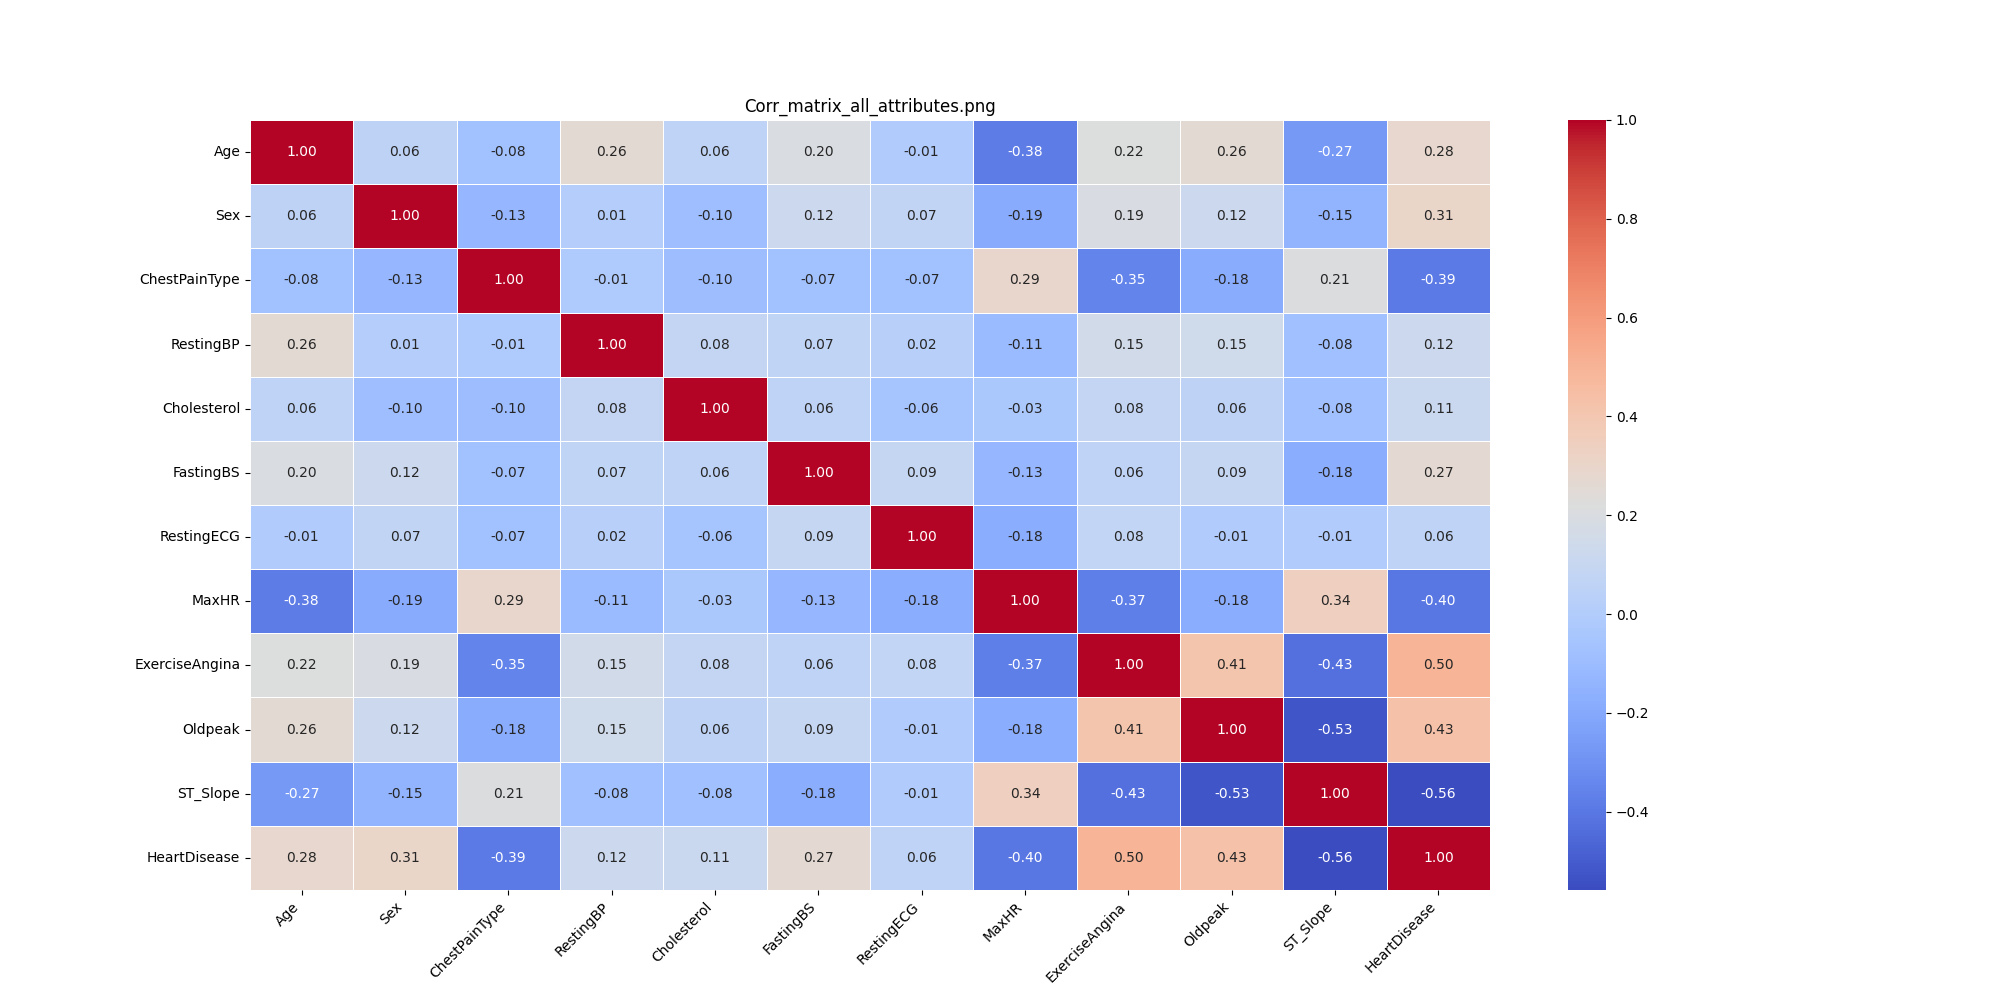 Corr_matrix_all_attributes.png
Age 1.00 0.06 -0.08 0.26 0.06 0.20 -0.01 -0.38 0.22 0.26 -0.27 0.28
Sex 0.06 1.00 -0.13 0.01 -0.10 0.12 0.07 -0.19 0.19 0.12 -0.15 0.31
ChestPainType -0.08 -0.13 1.00 -0.01 -0.10 -0.07 -0.07 0.29 -0.35 -0.18 0.21 -0.39
RestingBP 0.26 0.01 -0.01 1.00 0.08 0.07 0.02 -0.11 0.15 0.15 -0.08 0.12
Cholesterol 0.06 -0.10 -0.10 0.08 1.00 0.06 -0.06 -0.03 0.08 0.06 -0.08 0.11
FastingBS 0.20 0.12 -0.07 0.07 0.06 1.00 0.09 -0.13 0.06 0.09 -0.18 0.27
RestingECG -0.01 0.07 -0.07 0.02 -0.06 0.09 1.00 -0.18 0.08 -0.01 -0.01 0.06
MaxHR -0.38 -0.19 0.29 -0.11 -0.03 -0.13 -0.18 1.00 -0.37 -0.18 0.34 -0.40
ExerciseAngina 0.22 0.19 -0.35 0.15 0.08 0.06 0.08 -0.37 1.00 0.41 -0.43 0.50
Oldpeak 0.26 0.12 -0.18 0.15 0.06 0.09 -0.01 -0.18 0.41 1.00 -0.53 0.43
ST_Slope -0.27 -0.15 0.21 -0.08 -0.08 -0.18 -0.01 0.34 -0.43 -0.53 1.00 -0.56
HeartDisease 0.28 0.31 -0.39 0.12 0.11 0.27 0.06 -0.40 0.50 0.43 -0.56 1.00
Age Sex ChestPainType RestingBP Cholesterol FastingBS RestingECG MaxHR ExerciseAngina Oldpeak ST_Slope HeartDisease
1.0
0.8
0.6
0.4
0.2
0.0
−0.2
−0.4